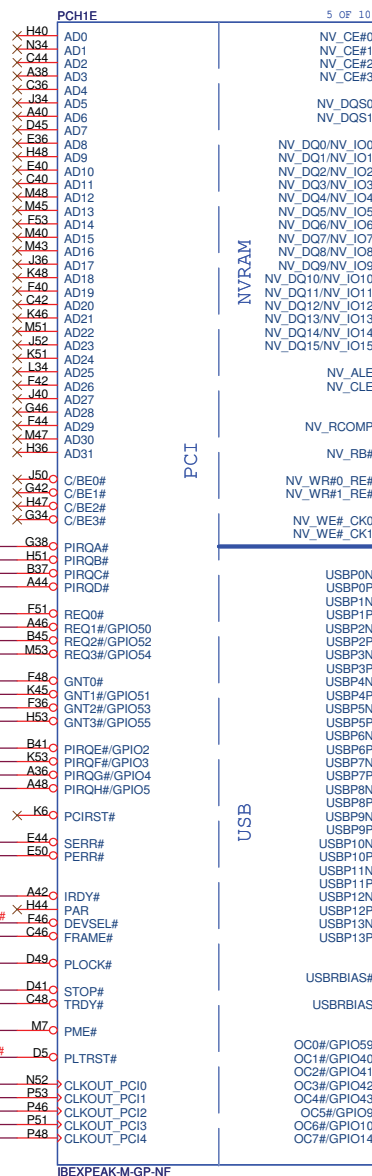 PCH1E 5 OF 10
H40 AD0 NV_CE#0
N34 AD1 NV_CE#1
C44 AD2 NV_CE#2
A38 AD3 NV_CE#3
C36 AD4
J34 AD5 NV_DQS0
A40 AD6 NV_DQS1
D45 AD7
E36 AD8 NV_DQ0/NV_IO0
H48 AD9 NV_DQ1/NV_IO1
E40 AD10 NV_DQ2/NV_IO2
C40 AD11 NV_DQ3/NV_IO3
M48 AD12 NV_DQ4/NV_IO4
M45 AD13 NV_DQ5/NV_IO5
F53 AD14 NV_DQ6/NV_IO6
M40 AD15 NV_DQ7/NV_IO7
M43 AD16 NV_DQ8/NV_IO8
J36 AD17 NV_DQ9/NV_IO9
K48 AD18 NV_DQ10/NV_IO10
F40 AD19 NV_DQ11/NV_IO11
C42 AD20 NV_DQ12/NV_IO12
K46 AD21 NV_DQ13/NV_IO13
M51 AD22 NV_DQ14/NV_IO14
J52 AD23 NV_DQ15/NV_IO15
K51 AD24
L34 AD25 NV_ALE
F42 AD26 NV_CLE
J40 AD27
G46 AD28
F44 AD29 NV_RCOMP
M47 AD30
H36 AD31 NV_RB#
NVRAM
PCI
J50 C/BE0# NV_WR#0_RE#
G42 C/BE1# NV_WR#1_RE#
H47 C/BE2#
G34 C/BE3# NV_WE#_CK0
NV_WE#_CK1
G38 PIRQA#
H51 PIRQB#
B37 PIRQC# USBP0N
A44 PIRQD# USBP0P
USBP1N
F51 REQ0# USBP1P
A46 REQ1#/GPIO50 USBP2N
B45 REQ2#/GPIO52 USBP2P
M53 REQ3#/GPIO54 USBP3N
USBP3P
F48 GNT0# USBP4N
K45 GNT1#/GPIO51 USBP4P
F36 GNT2#/GPIO53 USBP5N
H53 GNT3#/GPIO55 USBP5P
USBP6N
B41 PIRQE#/GPIO2 USBP6P
K53 PIRQF#/GPIO3 USBP7N
A36 PIRQG#/GPIO4 USBP7P
A48 PIRQH#/GPIO5 USBP8N
USBP8P
K6 PCIRST# USBP9N
USBP9P
USB
E44 SERR# USBP10N
E50 PERR# USBP10P
USBP11N
USBP11P
A42 IRDY# USBP12N
H44 PAR USBP12P
# F46 DEVSEL# USBP13N
C46 FRAME# USBP13P
D49 PLOCK#
USBRBIAS#
D41 STOP#
C48 TRDY# USBRBIAS
M7 PME#
OC0#/GPIO59
# D5 PLTRST# OC1#/GPIO40
OC2#/GPIO41
N52 CLKOUT_PCI0 OC3#/GPIO42
P53 CLKOUT_PCI1 OC4#/GPIO43
P46 CLKOUT_PCI2 OC5#/GPIO9
P51 CLKOUT_PCI3 OC6#/GPIO10
P48 CLKOUT_PCI4 OC7#/GPIO14
IBEXPEAK-M-GP-NF